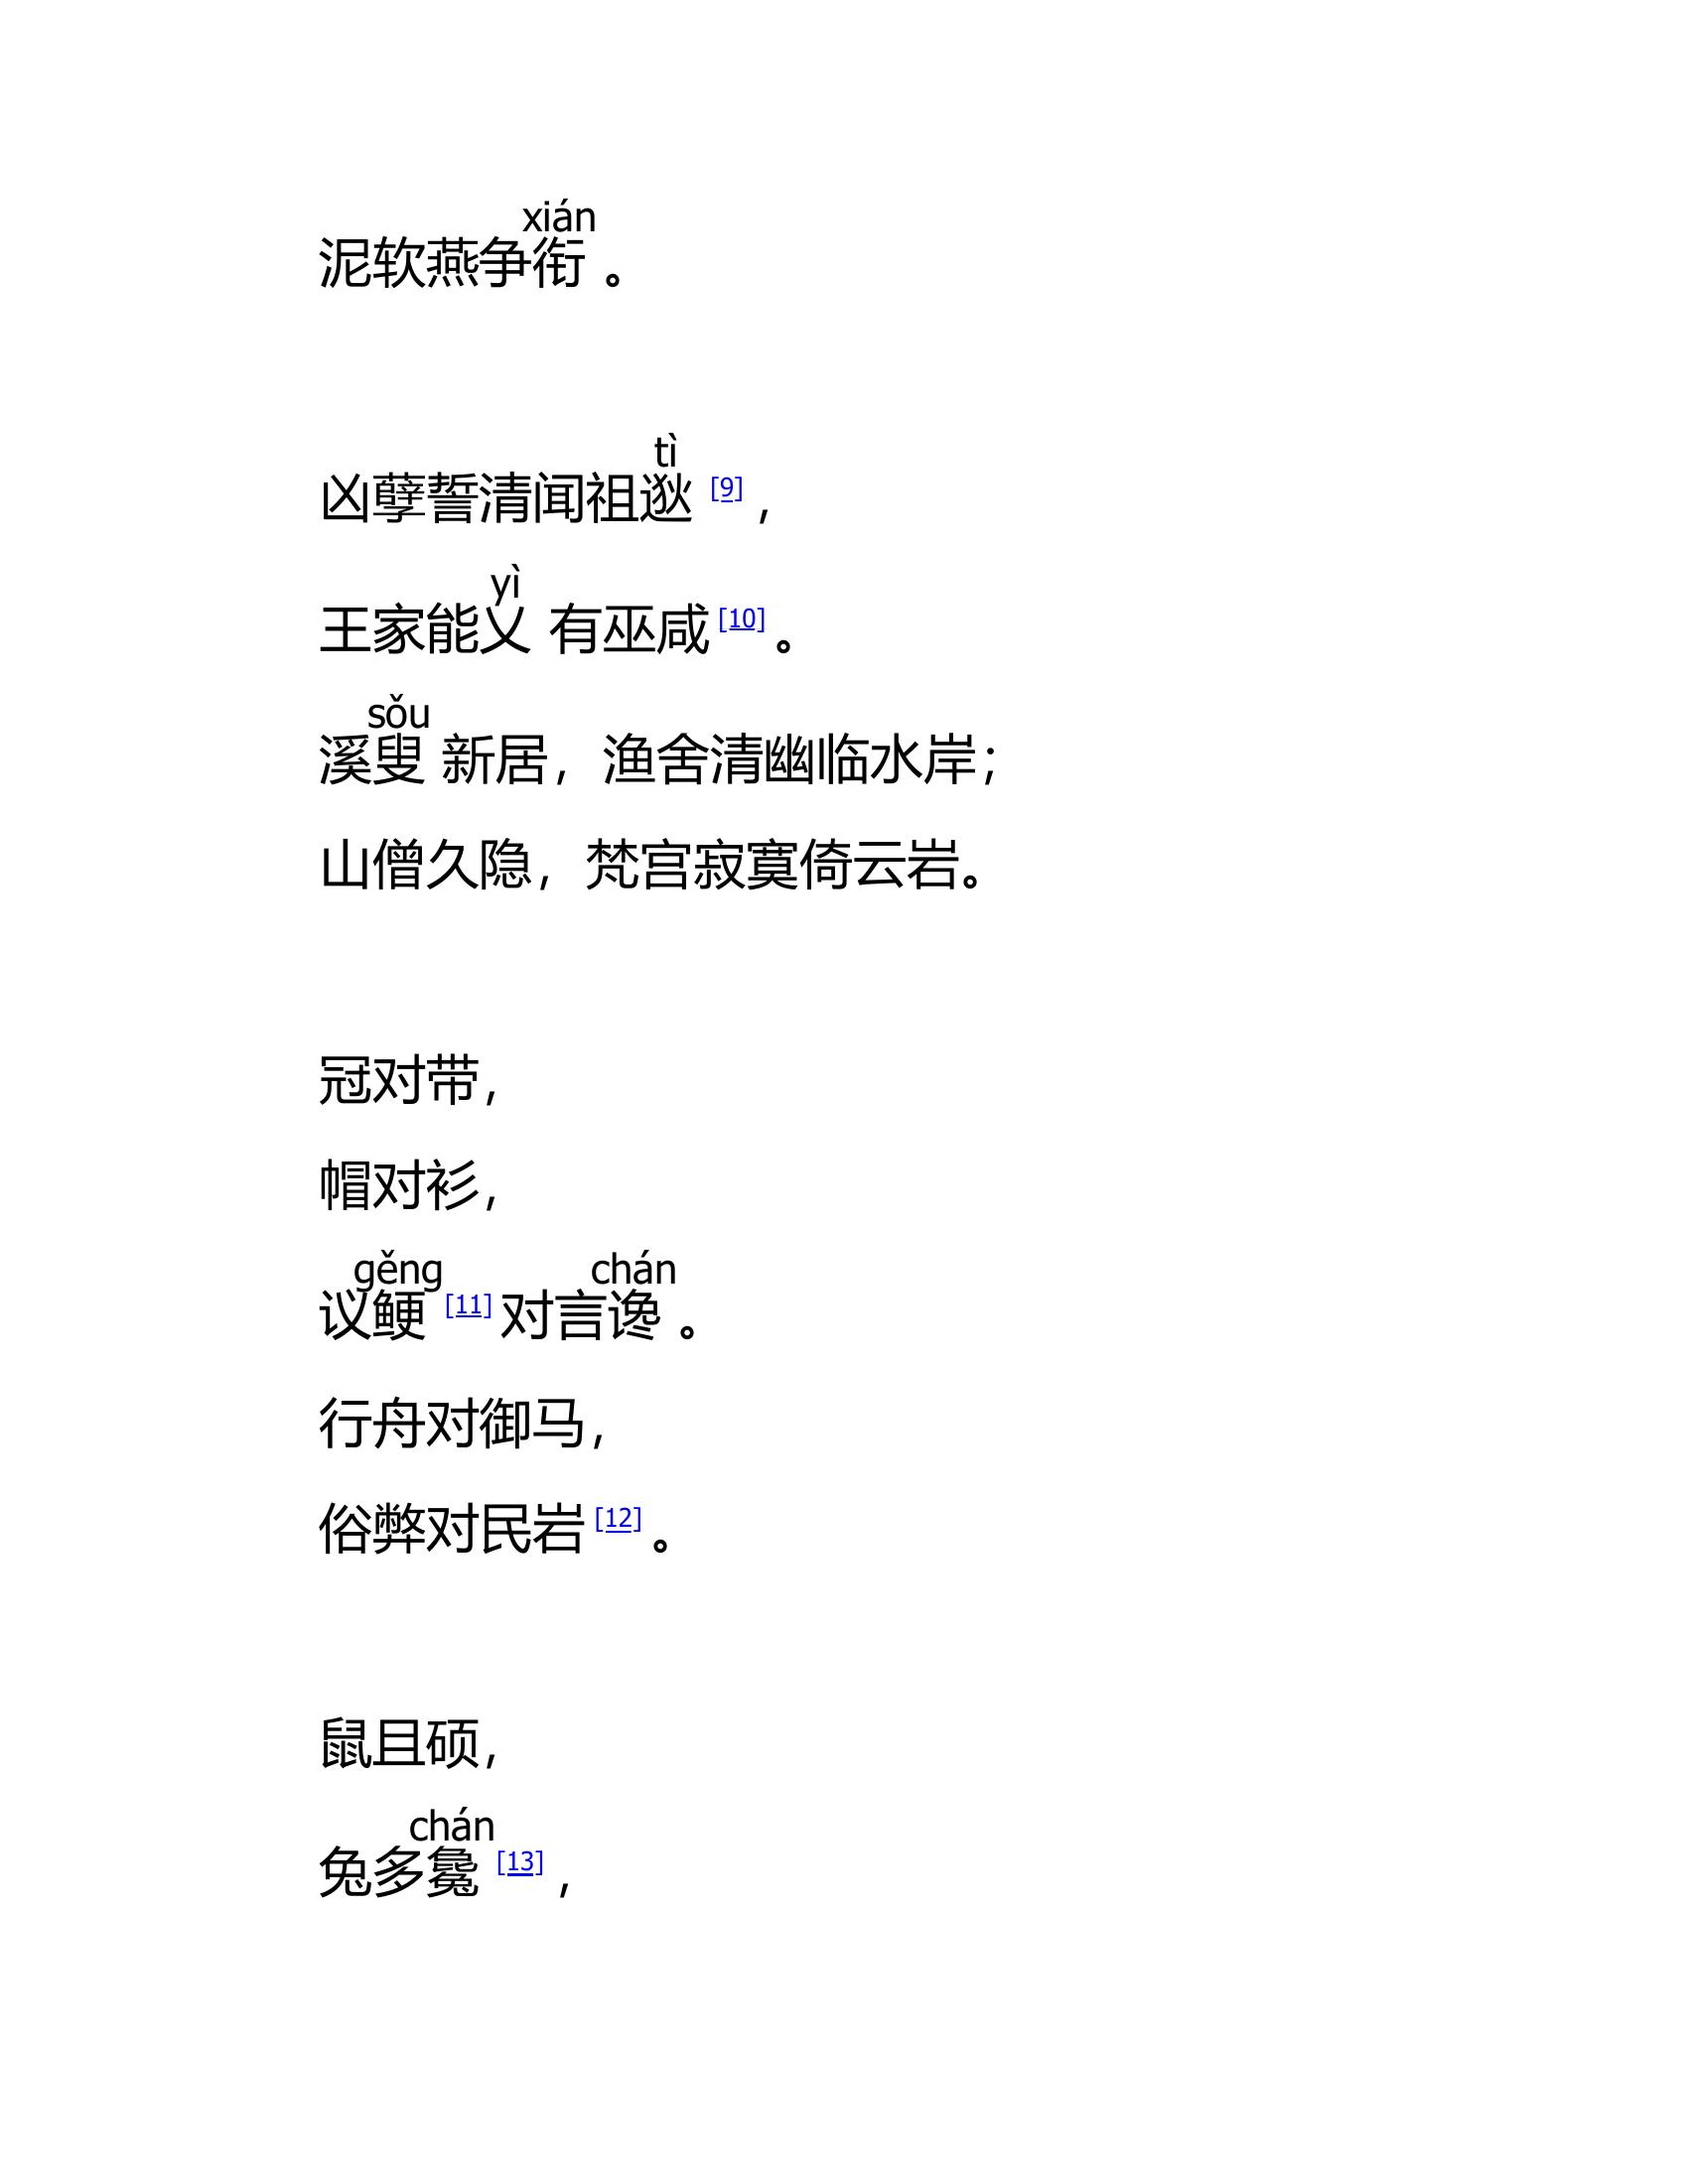 xián
泥软燕争衔 。
tì
凶孽誓清闻祖逖 [9] ，
yì
王家能乂 有巫咸[10] 。
sǒu
溪叟 新居，渔舍清幽临水岸；
山僧久隐，梵宫寂寞倚云岩。
冠对带，
帽对衫，
gěng chán
议鲠 [11] 对言谗 。
行舟对御马，
俗弊对民岩 [12] 。
鼠且硕，
chán
兔多毚 [13] ，